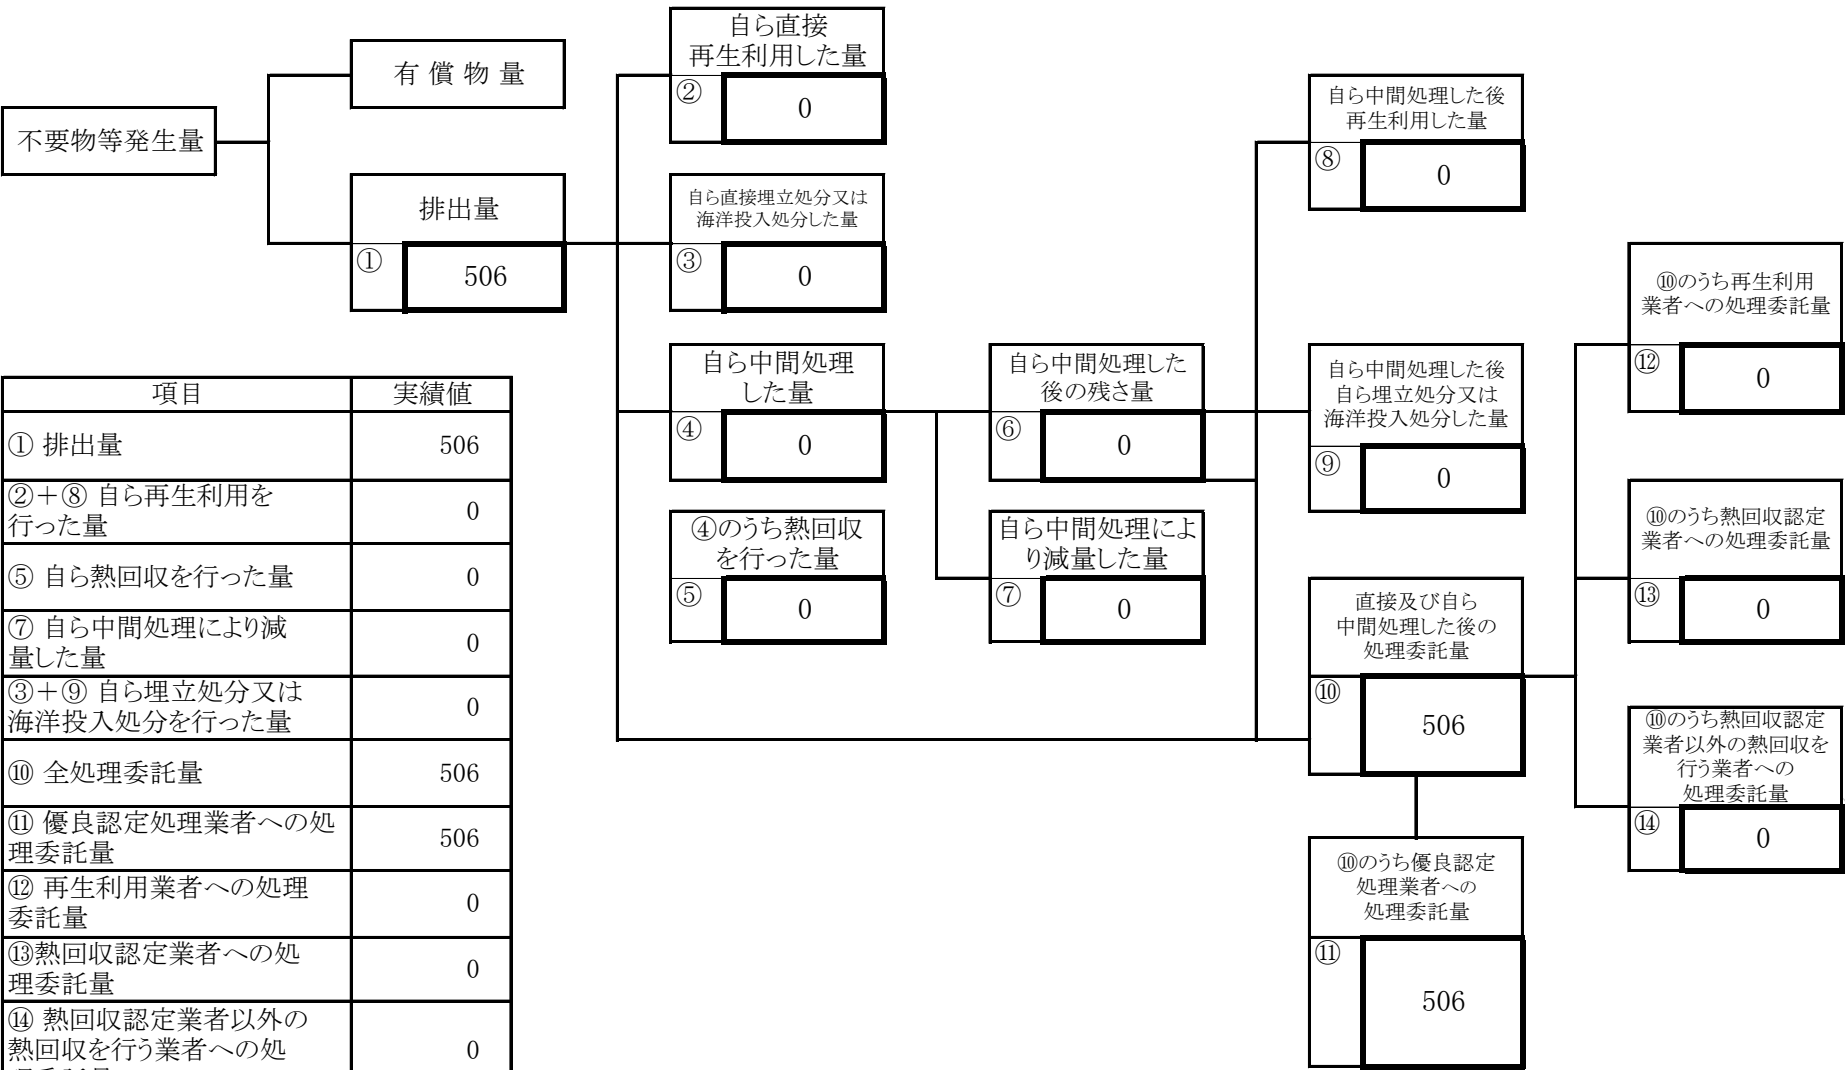 不要物等発生量
有償物量
排出量
①
506
自ら直接
再生利用した量
②
0
自ら直接埋立処分又は
海洋投入処分した量
③
0
自ら中間処理
した量
④
0
④のうち熱回収
を行った量
⑤
0
自ら中間処理した
後の残さ量
⑥
0
自ら中間処理によ
り減量した量
⑦
0
自ら中間処理した後
再生利用した量
⑧
0
自ら中間処理した後
自ら埋立処分又は
海洋投入処分した量
⑨
0
直接及び自ら
中間処理した後の
処理委託量
⑩
506
⑩のうち優良認定
処理業者への
処理委託量
⑪
506
⑩のうち再生利用
業者への処理委託量
⑫
0
⑩のうち熱回収認定
業者への処理委託量
⑬
0
⑩のうち熱回収認定
業者以外の熱回収を
行う業者への
処理委託量
⑭
0
項目 実績値
① 排出量 506
②+⑧ 自ら再生利用を
行った量 0
⑤ 自ら熱回収を行った量 0
⑦ 自ら中間処理により減
量した量 0
③+⑨ 自ら埋立処分又は
海洋投入処分を行った量 0
⑩ 全処理委託量 506
⑪ 優良認定処理業者への処
理委託量 506
⑫ 再生利用業者への処理
委託量 0
⑬熱回収認定業者への処
理委託量 0
⑭ 熱回収認定業者以外の
熱回収を行う業者への処 0